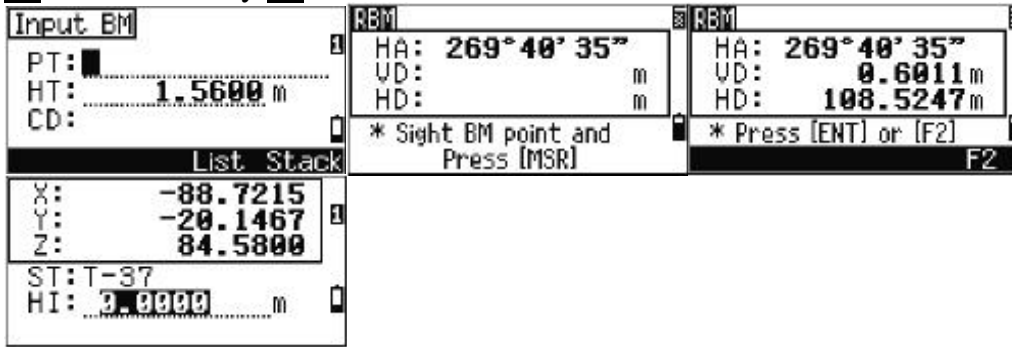 Input BM
PT:
HT: 1.5600 m
CD:
List Stack
RBM
HA: 269°40'35"
VD: m
HD: m
* Sight BM point and
Press [MSR]
RBM
HA: 269°40'35"
VD: 0.6011m
HD: 108.5247m
* Press [ENT] or [F2]
F2
X: -88.7215
Y: -20.1467
Z: 84.5800
ST:T-37
HI: 0.0000 m